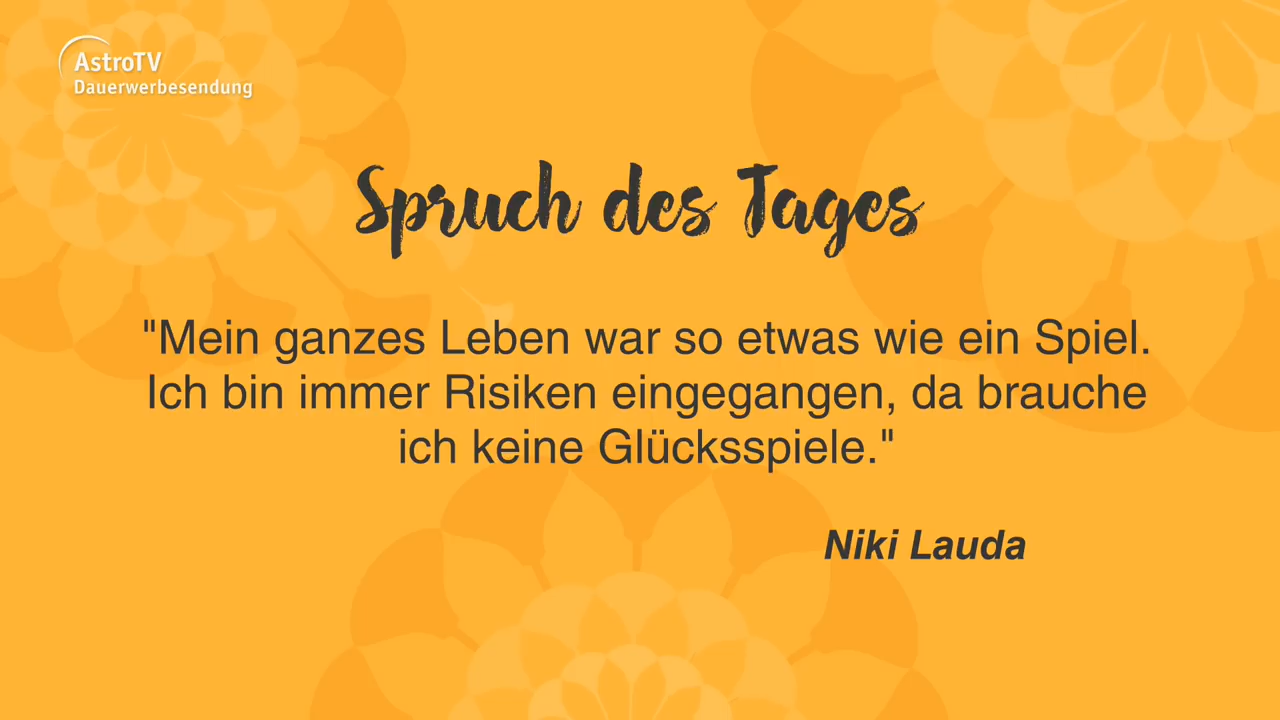 AstroTV
Dauerwerbesendung
Spruch des Tages
"Mein ganzes Leben war so etwas wie ein Spiel.
Ich bin immer Risiken eingegangen, da brauche
ich keine Glücksspiele."
Niki Lauda